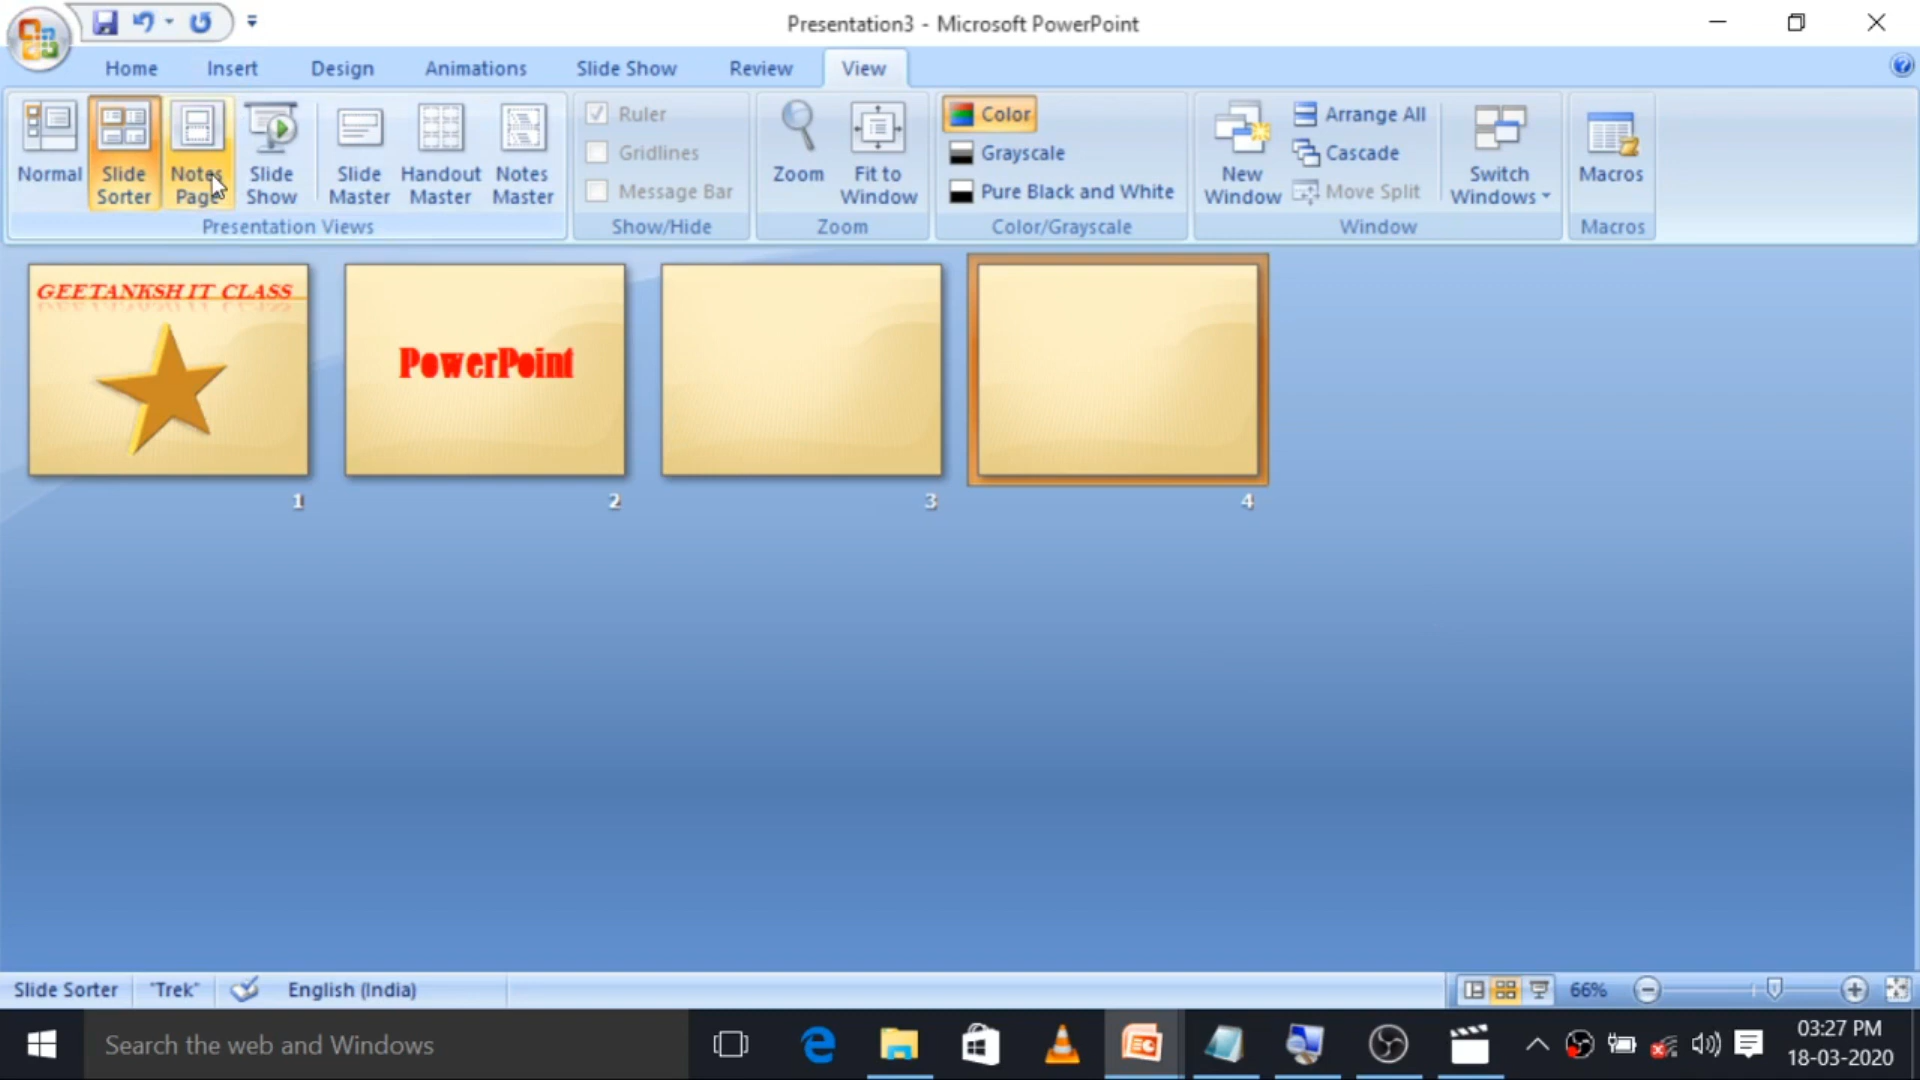 Presentation3 - Microsoft PowerPoint
Home Insert Design Animations Slide Show Review View
Normal
Slide Sorter
Notes Page
Slide Show
Slide Master
Handout Master
Notes Master
Presentation Views
Ruler
Gridlines
Message Bar
Show/Hide
Zoom
Fit to Window
Zoom
Color
Grayscale
Pure Black and White
Color/Grayscale
New Window
Arrange All
Cascade
Move Split
Switch Windows
Window
Macros
Macros
GEETANKSH IT CLASS
PowerPoint
1 2 3 4
Slide Sorter "Trek" English (India) 66%
Search the web and Windows
03:27 PM
18-03-2020